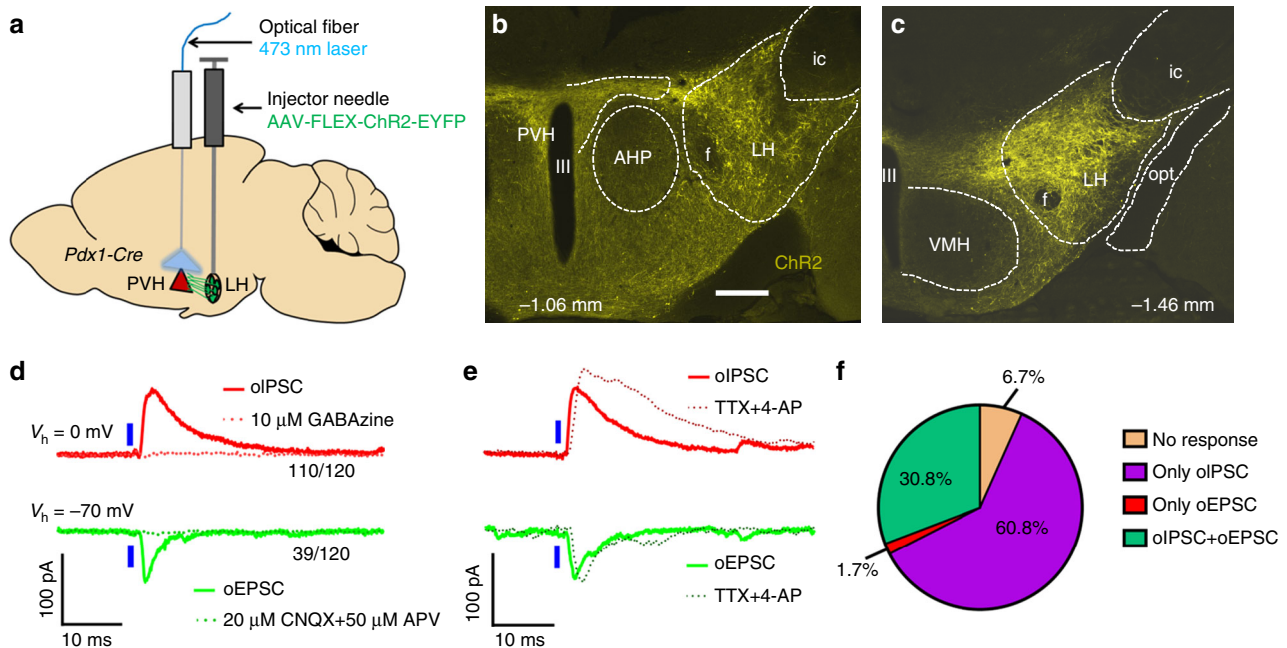 a
Optical fiber
473 nm laser
Injector needle
AAV-FLEX-ChR2-EYFP
Pdx1-Cre
PVH
LH
b
ic
PVH
III
AHP
f
LH
ChR2
–1.06 mm
c
ic
III
f
LH
opt
VMH
–1.46 mm
d
oIPSC
10 μM GABAzine
Vh = 0 mV
110/120
Vh = –70 mV
39/120
oEPSC
20 μM CNQX+50 μM APV
100 pA
10 ms
e
oIPSC
TTX+4-AP
oEPSC
TTX+4-AP
100 pA
10 ms
f
6.7%
30.8%
60.8%
1.7%
No response
Only oIPSC
Only oEPSC
oIPSC+oEPSC